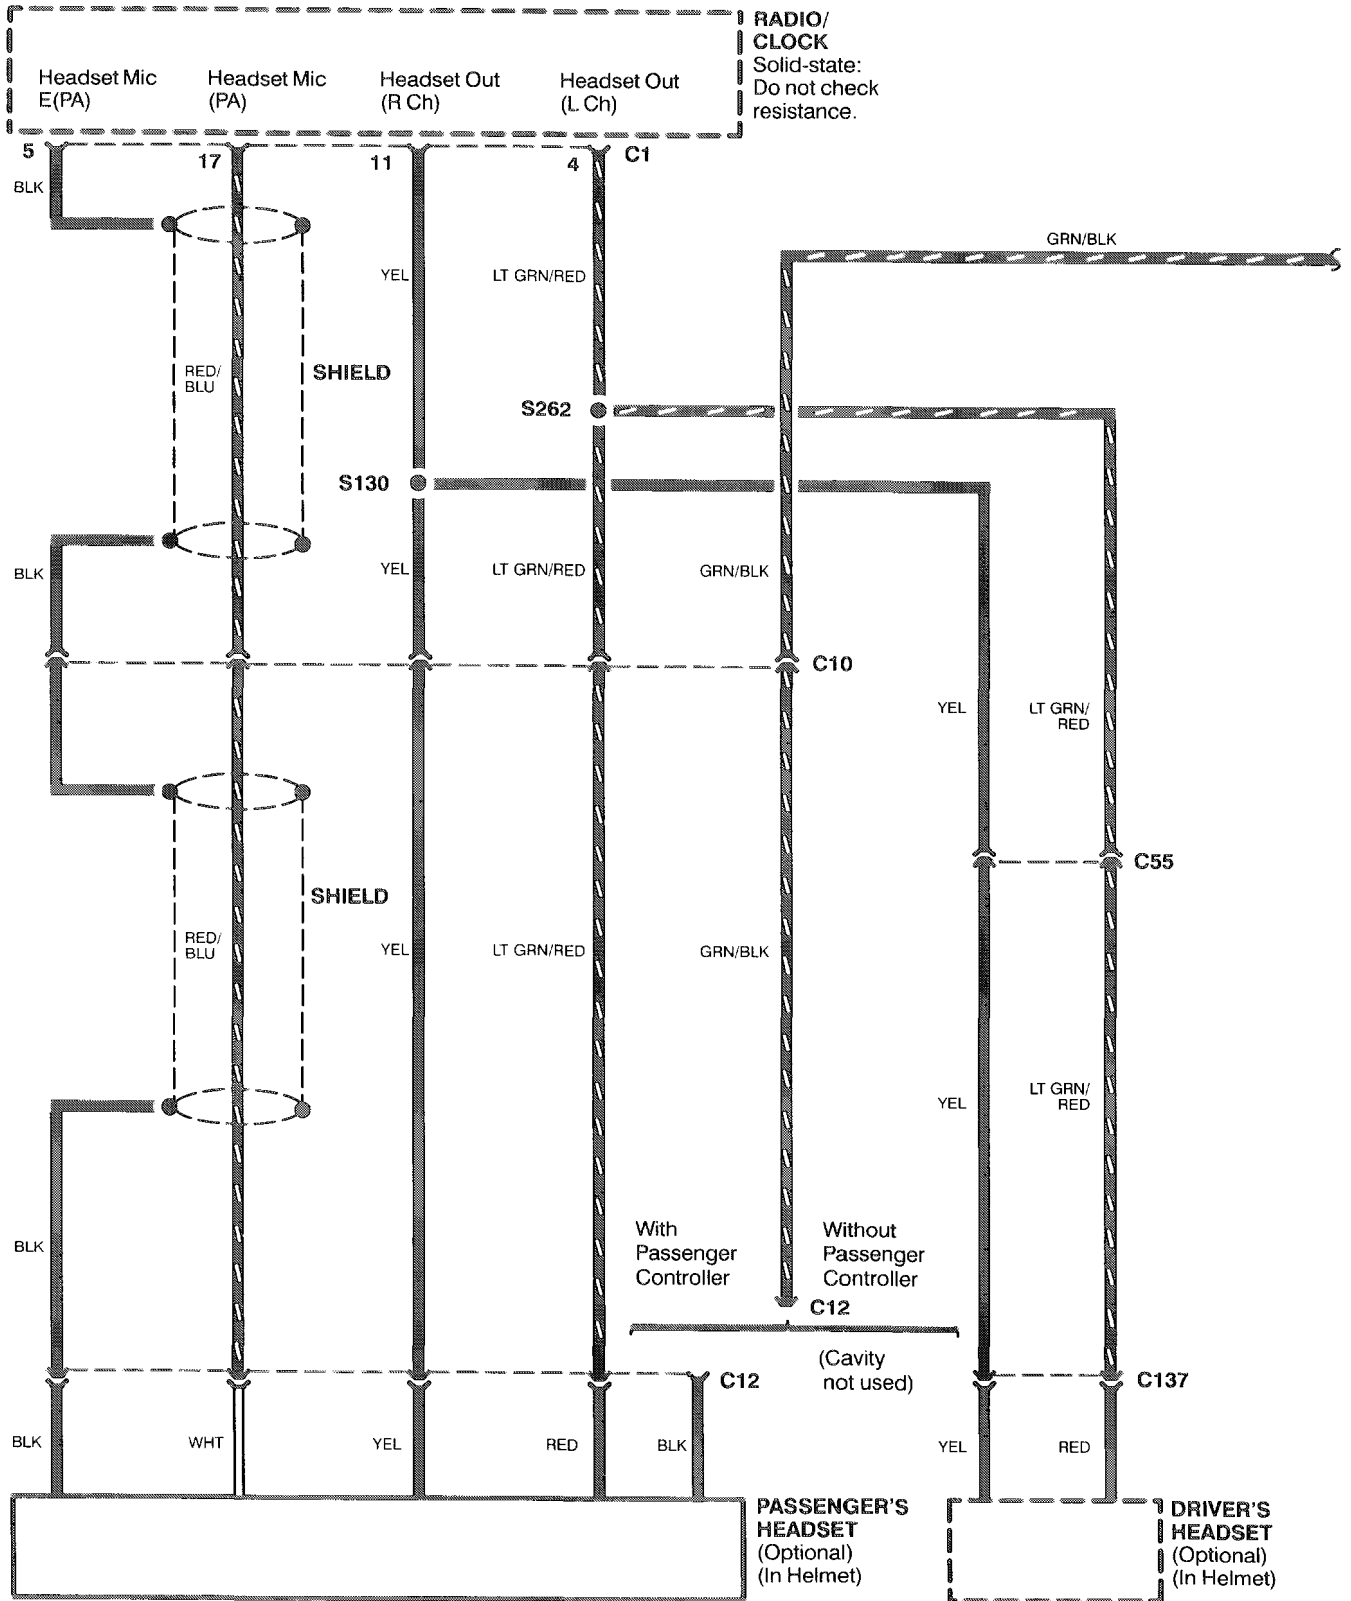 RADIO/
CLOCK
Solid-state:
Do not check
resistance.
Headset Mic
E(PA)
Headset Mic
(PA)
Headset Out
(R Ch)
Headset Out
(L Ch)
5
17
11
4
C1
BLK
GRN/BLK
YEL
LT GRN/RED
RED/
BLU
SHIELD
S262
S130
BLK
YEL
LT GRN/RED
GRN/BLK
C10
YEL
LT GRN/
RED
C55
SHIELD
RED/
BLU
YEL
LT GRN/RED
GRN/BLK
YEL
LT GRN/
RED
BLK
With
Passenger
Controller
Without
Passenger
Controller
C12
(Cavity
not used)
C12
C137
BLK
WHT
YEL
RED
BLK
YEL
RED
PASSENGER'S
HEADSET
(Optional)
(In Helmet)
DRIVER'S
HEADSET
(Optional)
(In Helmet)